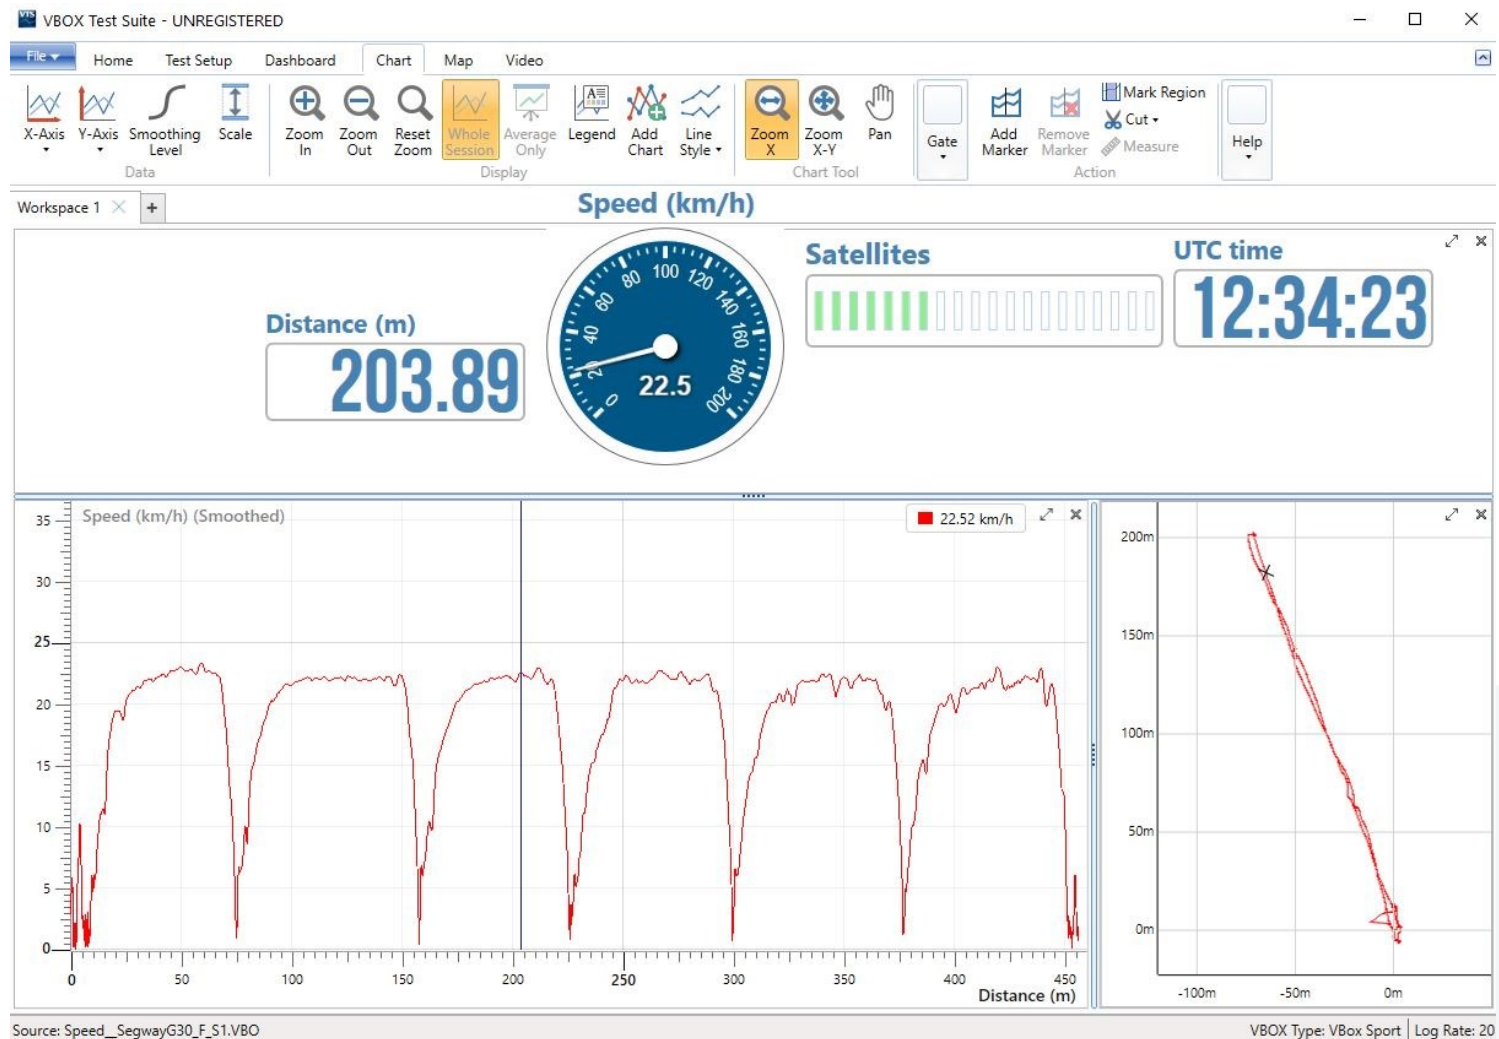 VTS VBOX Test Suite - UNREGISTERED
File Home Test Setup Dashboard Chart Map Video
X-Axis Y-Axis Smoothing Level Scale
Data
Zoom In Zoom Out Reset Zoom Whole Session Average Only Legend Add Chart Line Style
Display
Zoom X Zoom X-Y Pan
Chart Tool
Gate
Add Marker Remove Marker Mark Region
Cut
Measure
Action
Help
Workspace 1 +
Speed (km/h)
0 20 40 60 80 100 120 140 160 180 200
22.5
Distance (m)
203.89
Satellites
UTC time
12:34:23
Speed (km/h) (Smoothed)
22.52 km/h
35
30
25
20
15
10
5
0
0 50 100 150 200 250 300 350 400 450
Distance (m)
200m
150m
100m
50m
0m
-100m -50m 0m
Source: Speed__SegwayG30_F_S1.VBO
VBOX Type: VBox Sport Log Rate: 20